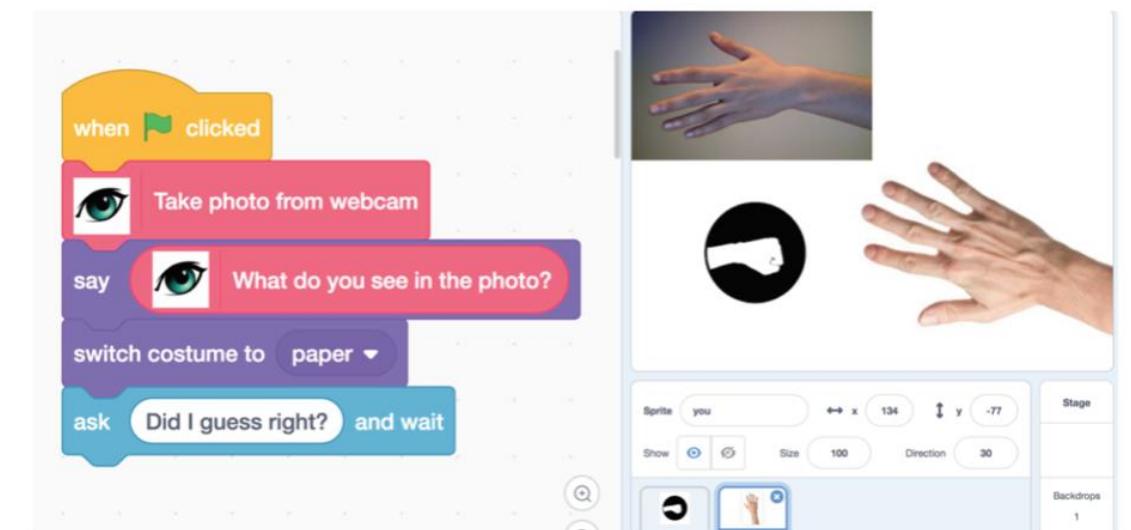 when clicked
Take photo from webcam
say What do you see in the photo?
switch costume to paper
ask Did I guess right? and wait
Sprite you x 134 y -77
Show Size 100 Direction 30
Stage
Backdrops
1